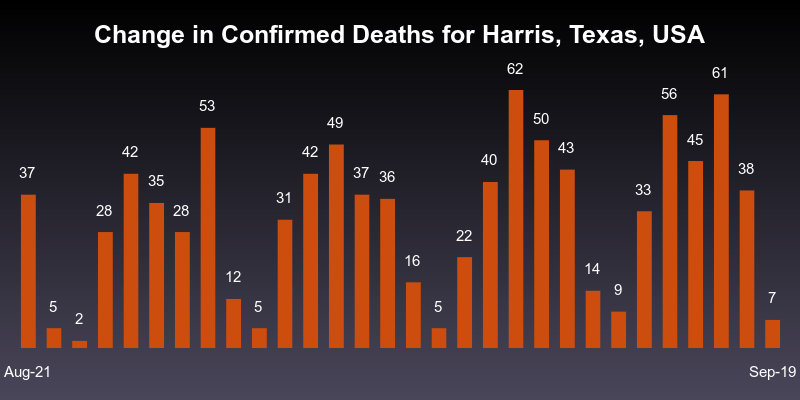 Change in Confirmed Deaths for Harris, Texas, USA
37 5 2 28 42 35 28 53 12 5 31 42 49 37 36 16 5 22 40 62 50 43 14 9 33 56 45 61 38 7
Aug-21 Sep-19